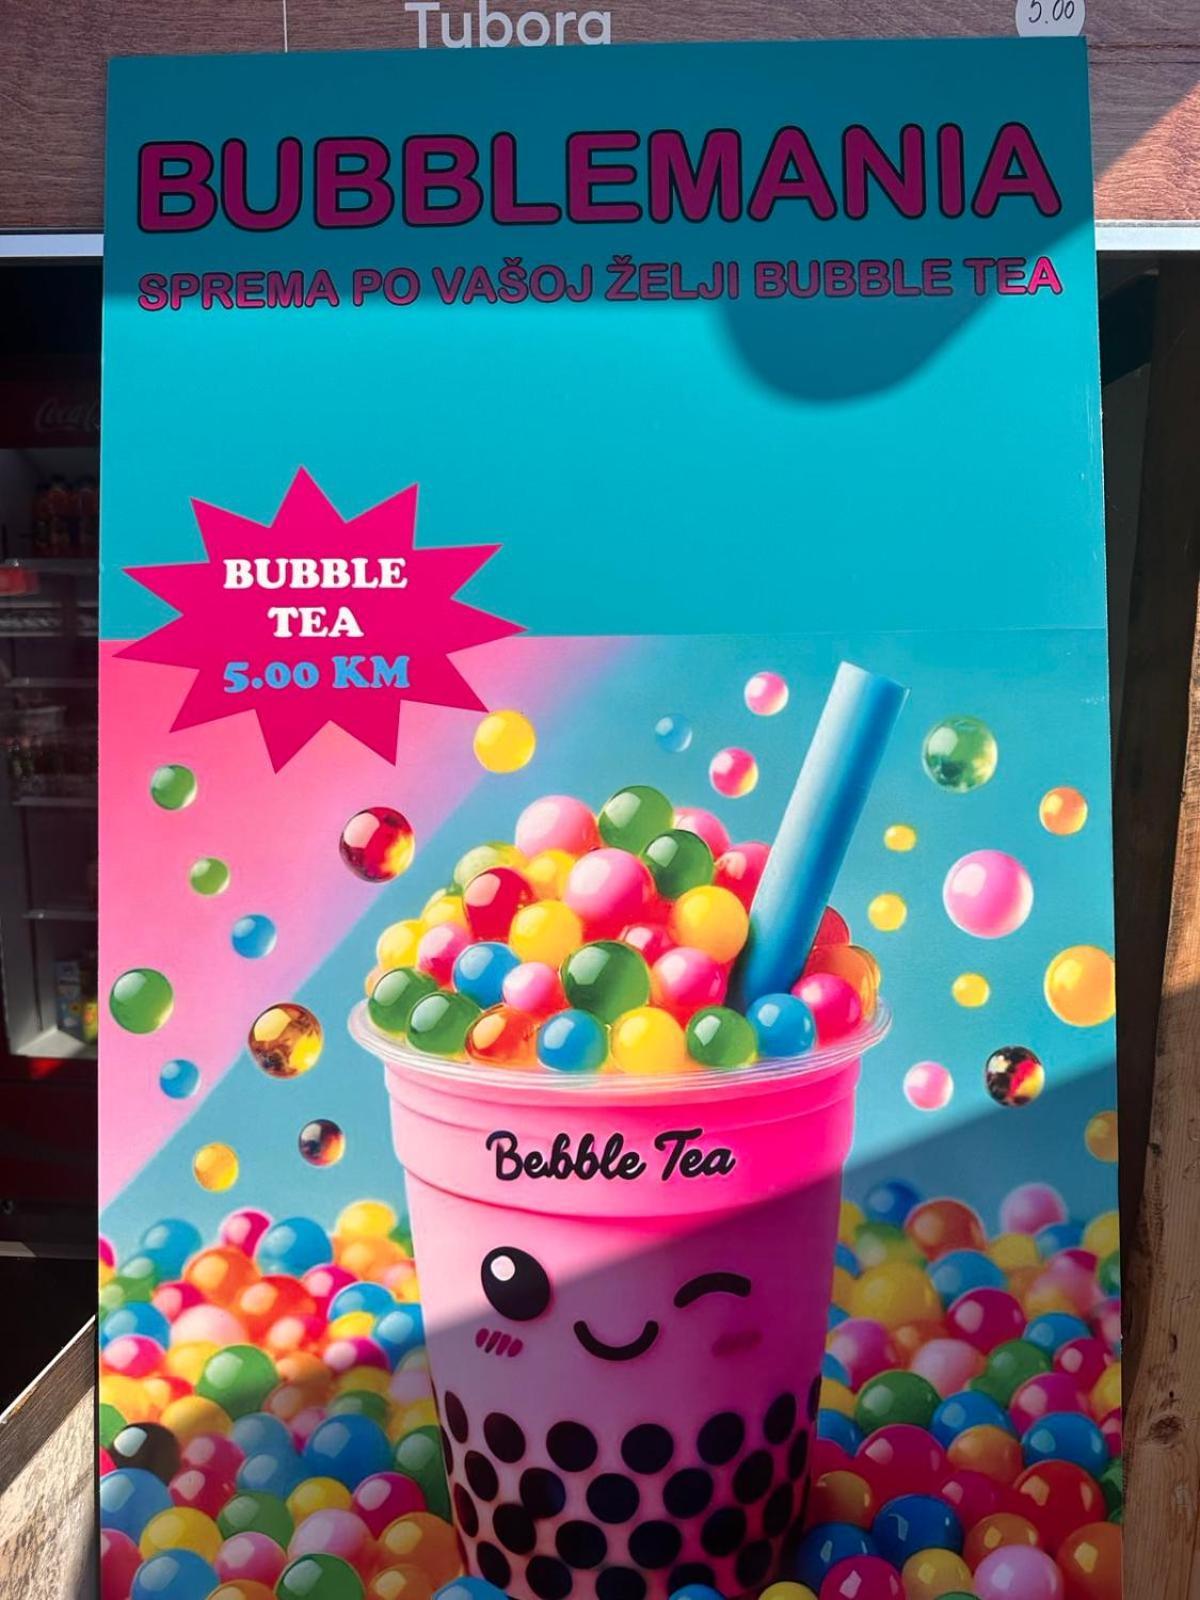 Tuborg
5.00
BUBBLEMANIA
SPREMA PO VAŠOJ ŽELJI BUBBLE TEA
BUBBLE
TEA
5.00 KM
Bebble Tea